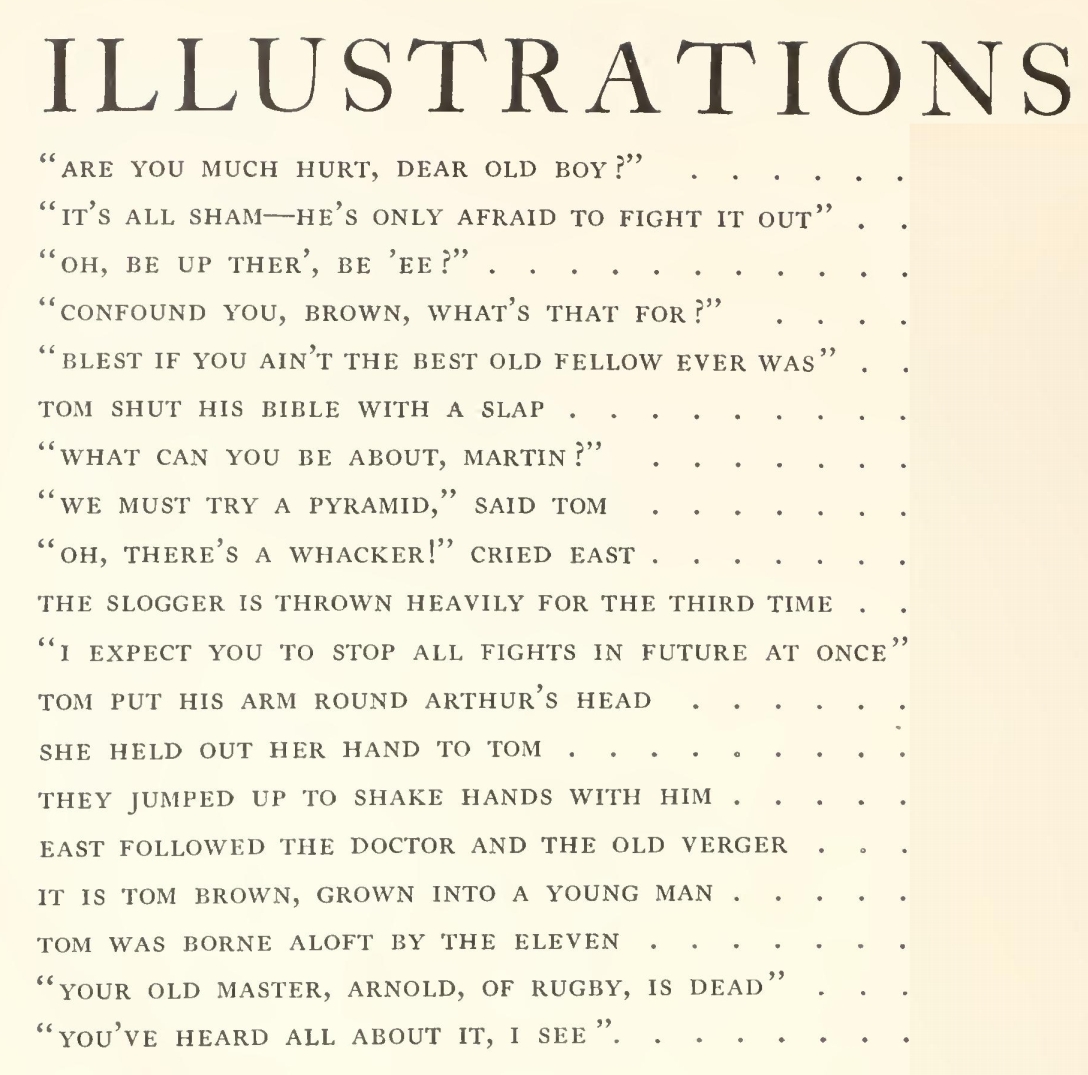 ILLUSTRATIONS
“ARE YOU MUCH HURT, DEAR OLD BOY?” . . . . . .
“IT’S ALL SHAM—HE’S ONLY AFRAID TO FIGHT IT OUT” . .
“OH, BE UP THER’, BE ’EE?” . . . . . . . . . . .
“CONFOUND YOU, BROWN, WHAT’S THAT FOR?” . . . .
“BLEST IF YOU AIN’T THE BEST OLD FELLOW EVER WAS” . .
TOM SHUT HIS BIBLE WITH A SLAP . . . . . . . . .
“WHAT CAN YOU BE ABOUT, MARTIN?” . . . . . . .
“WE MUST TRY A PYRAMID,” SAID TOM . . . . . . .
“OH, THERE’S A WHACKER!” CRIED EAST . . . . . . .
THE SLOGGER IS THROWN HEAVILY FOR THE THIRD TIME . .
“I EXPECT YOU TO STOP ALL FIGHTS IN FUTURE AT ONCE”
TOM PUT HIS ARM ROUND ARTHUR’S HEAD . . . . . .
SHE HELD OUT HER HAND TO TOM . . . . . . . . .
THEY JUMPED UP TO SHAKE HANDS WITH HIM . . . . .
EAST FOLLOWED THE DOCTOR AND THE OLD VERGER . . .
IT IS TOM BROWN, GROWN INTO A YOUNG MAN . . . . .
TOM WAS BORNE ALOFT BY THE ELEVEN . . . . . . .
“YOUR OLD MASTER, ARNOLD, OF RUGBY, IS DEAD” . . .
“YOU’VE HEARD ALL ABOUT IT, I SEE”. . . . . . . .